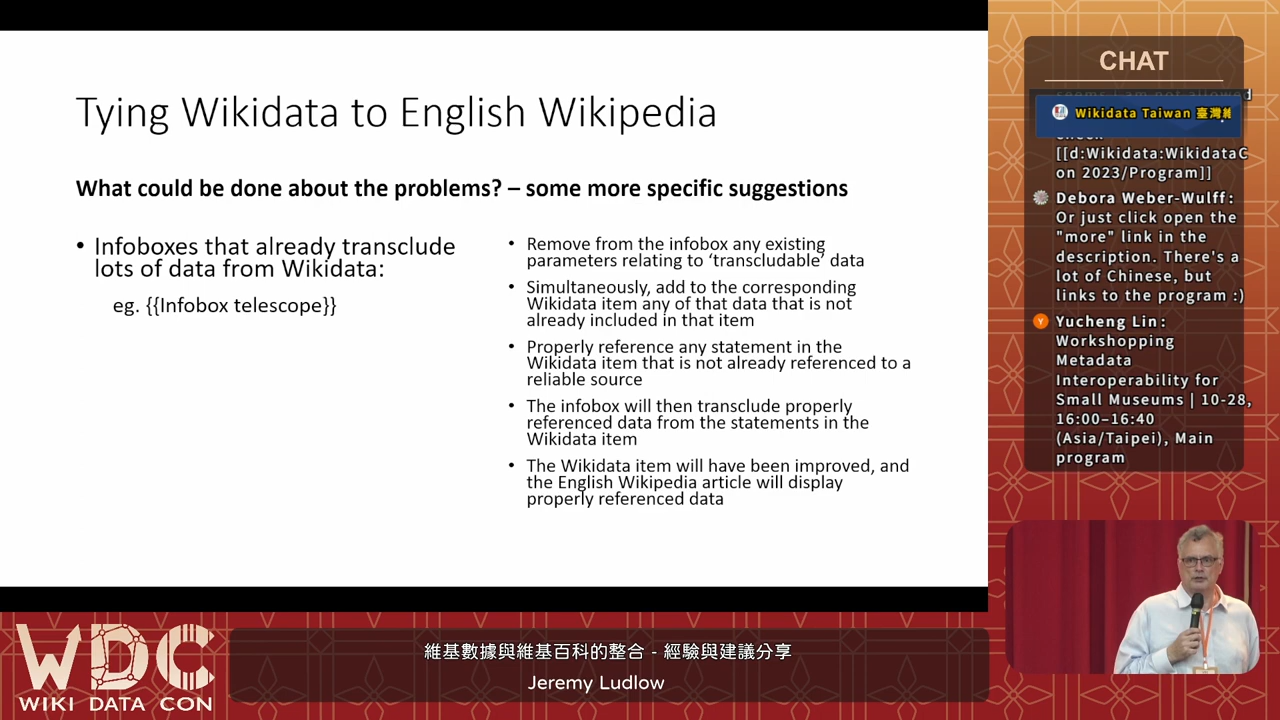 Tying Wikidata to English Wikipedia
What could be done about the problems? – some more specific suggestions
• Infoboxes that already transclude
lots of data from Wikidata:
eg. {{Infobox telescope}}
• Remove from the infobox any existing
parameters relating to ‘transcludable’ data
• Simultaneously, add to the corresponding
Wikidata item any of that data that is not
already included in that item
• Properly reference any statement in the
Wikidata item that is not already referenced to a
reliable source
• The infobox will then transclude properly
referenced data from the statements in the
Wikidata item
• The Wikidata item will have been improved, and
the English Wikipedia article will display
properly referenced data
CHAT
Wikidata Taiwan 臺灣維
[[d:Wikidata:WikidataC
on 2023/Program]]
Debora Weber-Wulff:
Or just click open the
"more" link in the
description. There's a
lot of Chinese, but
links to the program :)
Y
Yucheng Lin:
Workshopping
Metadata
Interoperability for
Small Museums | 10-28,
16:00–16:40
(Asia/Taipei), Main
program
WDC
WIKI DATA CON
維基數據與維基百科的整合 - 經驗與建議分享
Jeremy Ludlow